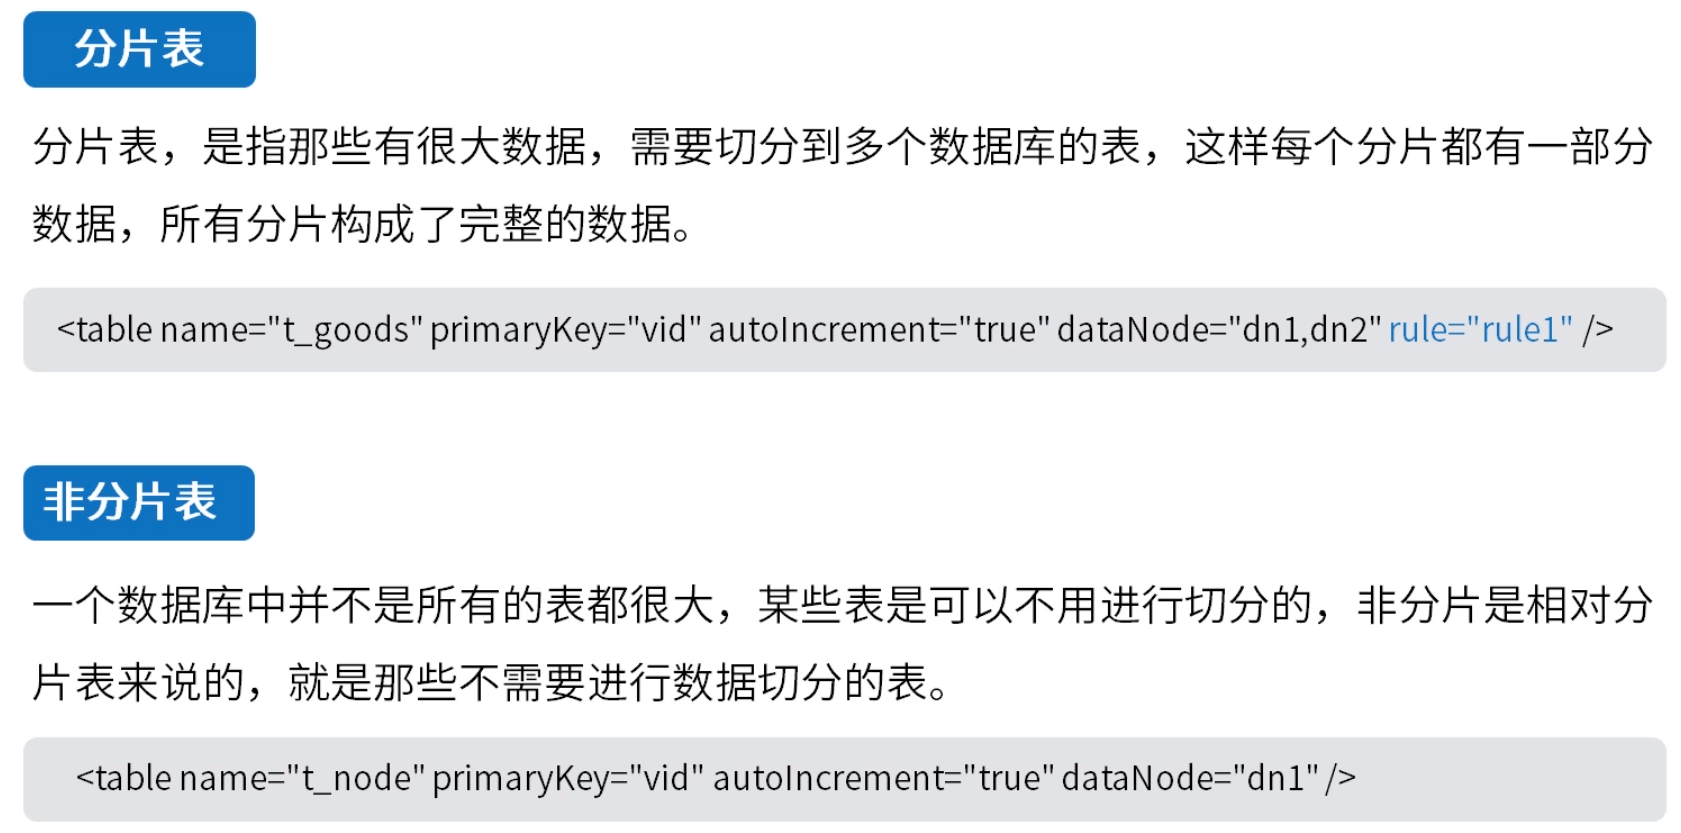 分片表
分片表，是指那些有很大数据，需要切分到多个数据库的表，这样每个分片都有一部分
数据，所有分片构成了完整的数据。
<table name="t_goods" primaryKey="vid" autoIncrement="true" dataNode="dn1,dn2" rule="rule1" />
非分片表
一个数据库中并不是所有的表都很大，某些表是可以不用进行切分的，非分片是相对分
片表来说的，就是那些不需要进行数据切分的表。
<table name="t_node" primaryKey="vid" autoIncrement="true" dataNode="dn1" />